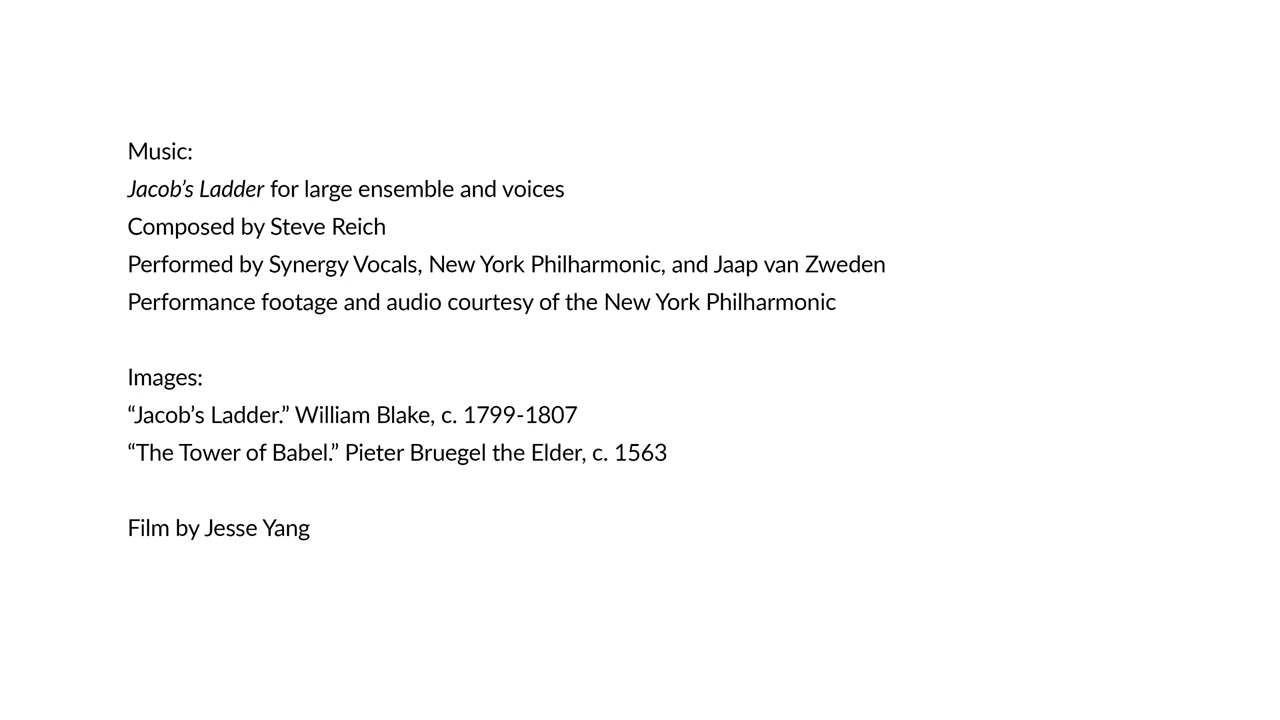 Music:
Jacob’s Ladder for large ensemble and voices
Composed by Steve Reich
Performed by Synergy Vocals, New York Philharmonic, and Jaap van Zweden
Performance footage and audio courtesy of the New York Philharmonic
Images:
“Jacob’s Ladder.” William Blake, c. 1799-1807
“The Tower of Babel.” Pieter Bruegel the Elder, c. 1563
Film by Jesse Yang